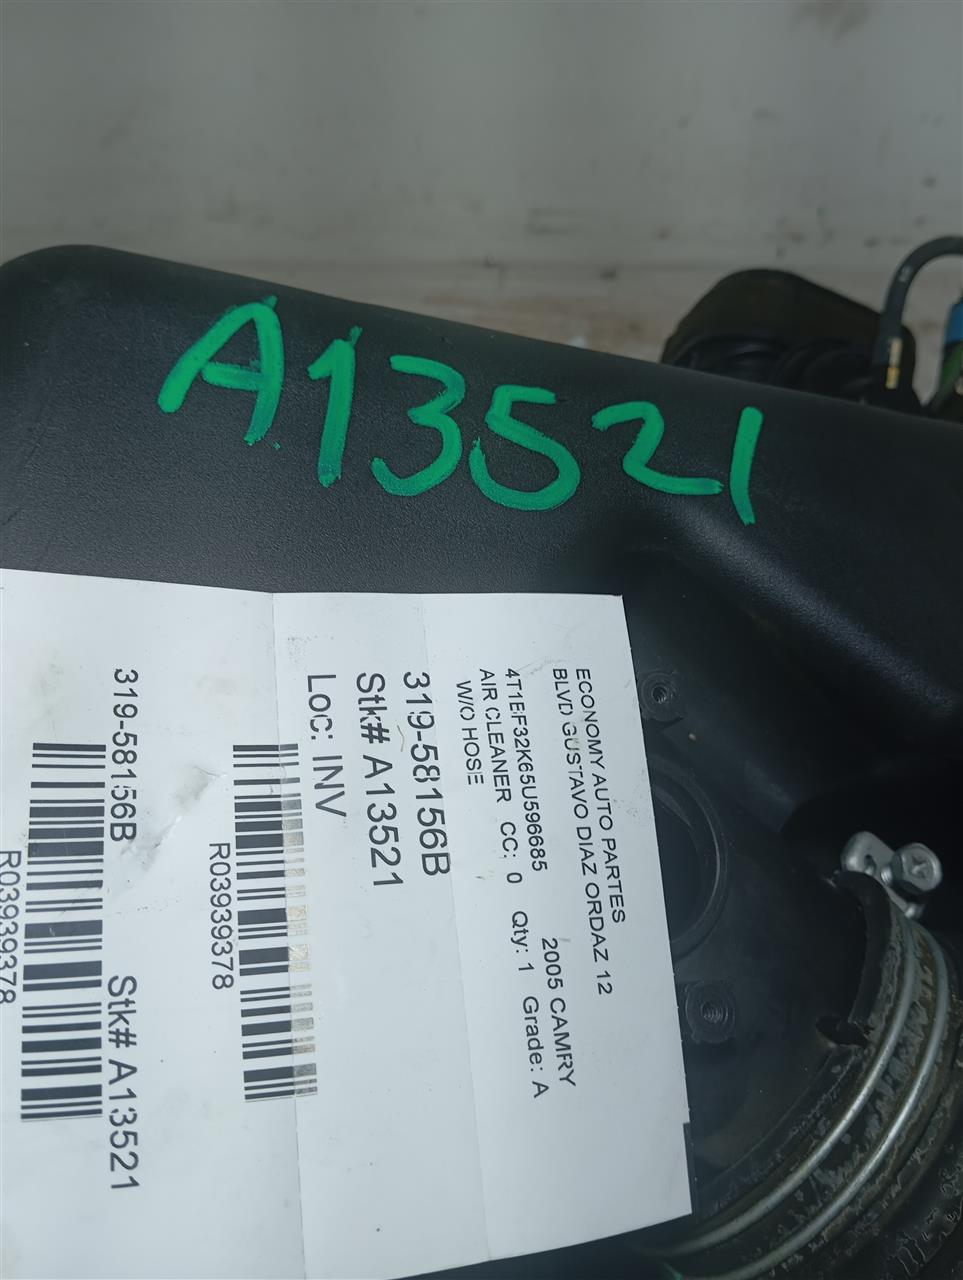 A13521
ECONOMY AUTO PARTES
BLVD GUSTAVO DIAZ ORDAZ 12
4T1EF32K65U596685 2005 CAMRY
AIR CLEANER CC: 0 Qty: 1 Grade: A
W/O HOSE
319-58156B
Stk# A13521
Loc: INV
R03939378
319-58156B Stk# A13521
R03939378